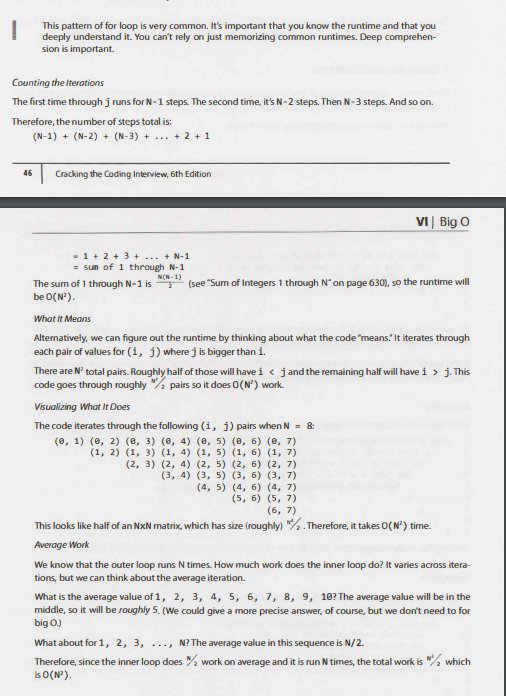 This pattern of for loop is very common. It's important that you know the runtime and that you
deeply understand it. You can't rely on just memorizing common runtimes. Deep comprehen-
sion is important.
Counting the Iterations
The first time through j runs for N-1 steps. The second time, it's N-2 steps. Then N-3 steps. And so on.
Therefore, the number of steps total is:
(N-1) + (N-2) + (N-3) + ... + 2 + 1
46 Cracking the Coding Interview, 6th Edition
VI | Big O
= 1 + 2 + 3 + ... + N-1
= sum of 1 through N-1
The sum of 1 through N-1 is N(N-1)/2 (see "Sum of Integers 1 through N" on page 630), so the runtime will
be O(N²).
What It Means
Alternatively, we can figure out the runtime by thinking about what the code "means." It iterates through
each pair of values for (i, j) where j is bigger than i.
There are N² total pairs. Roughly half of those will have i < j and the remaining half will have i > j. This
code goes through roughly N²/2 pairs so it does O(N²) work.
Visualizing What It Does
The code iterates through the following (i, j) pairs when N = 8:
(0, 1) (0, 2) (0, 3) (0, 4) (0, 5) (0, 6) (0, 7)
(1, 2) (1, 3) (1, 4) (1, 5) (1, 6) (1, 7)
(2, 3) (2, 4) (2, 5) (2, 6) (2, 7)
(3, 4) (3, 5) (3, 6) (3, 7)
(4, 5) (4, 6) (4, 7)
(5, 6) (5, 7)
(6, 7)
This looks like half of an NxN matrix, which has size (roughly) N²/2. Therefore, it takes O(N²) time.
Average Work
We know that the outer loop runs N times. How much work does the inner loop do? It varies across itera-
tions, but we can think about the average iteration.
What is the average value of 1, 2, 3, 4, 5, 6, 7, 8, 9, 10? The average value will be in the
middle, so it will be roughly 5. (We could give a more precise answer, of course, but we don't need to for
big O.)
What about for 1, 2, 3, ..., N? The average value in this sequence is N/2.
Therefore, since the inner loop does N/2 work on average and it is run N times, the total work is N²/2 which
is O(N²).